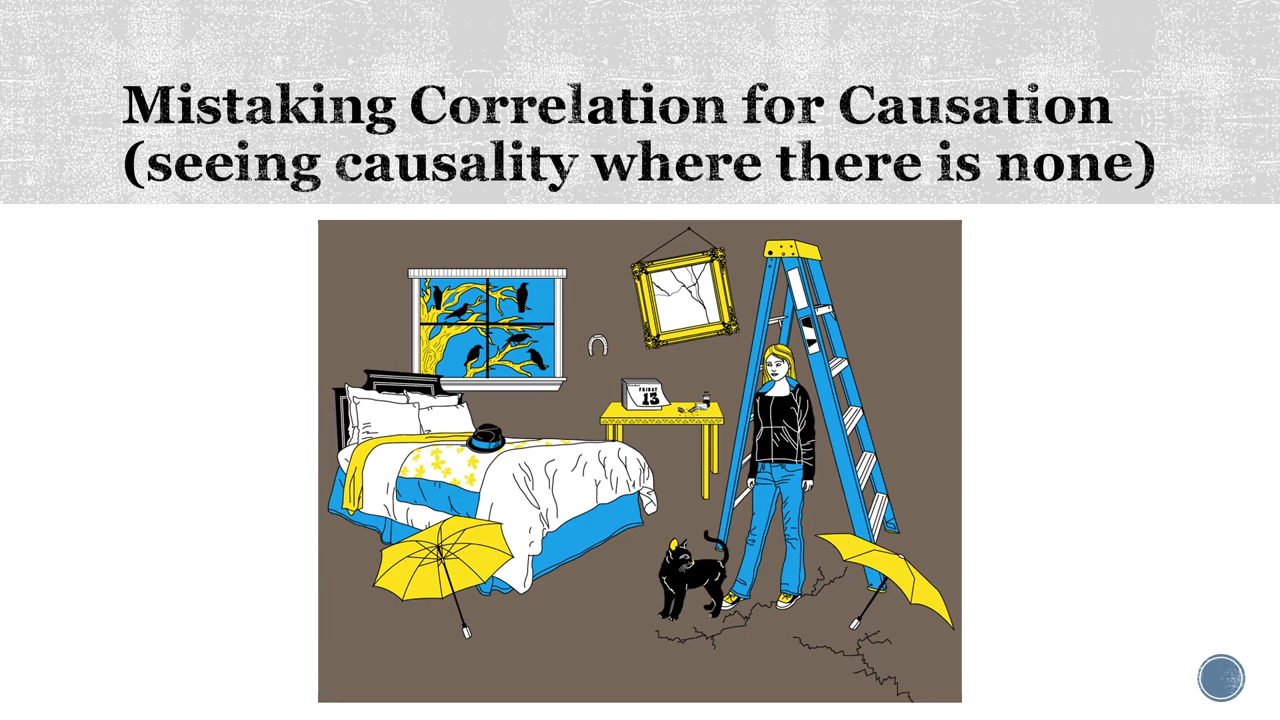 Mistaking Correlation for Causation
(seeing causality where there is none)
FRIDAY
13